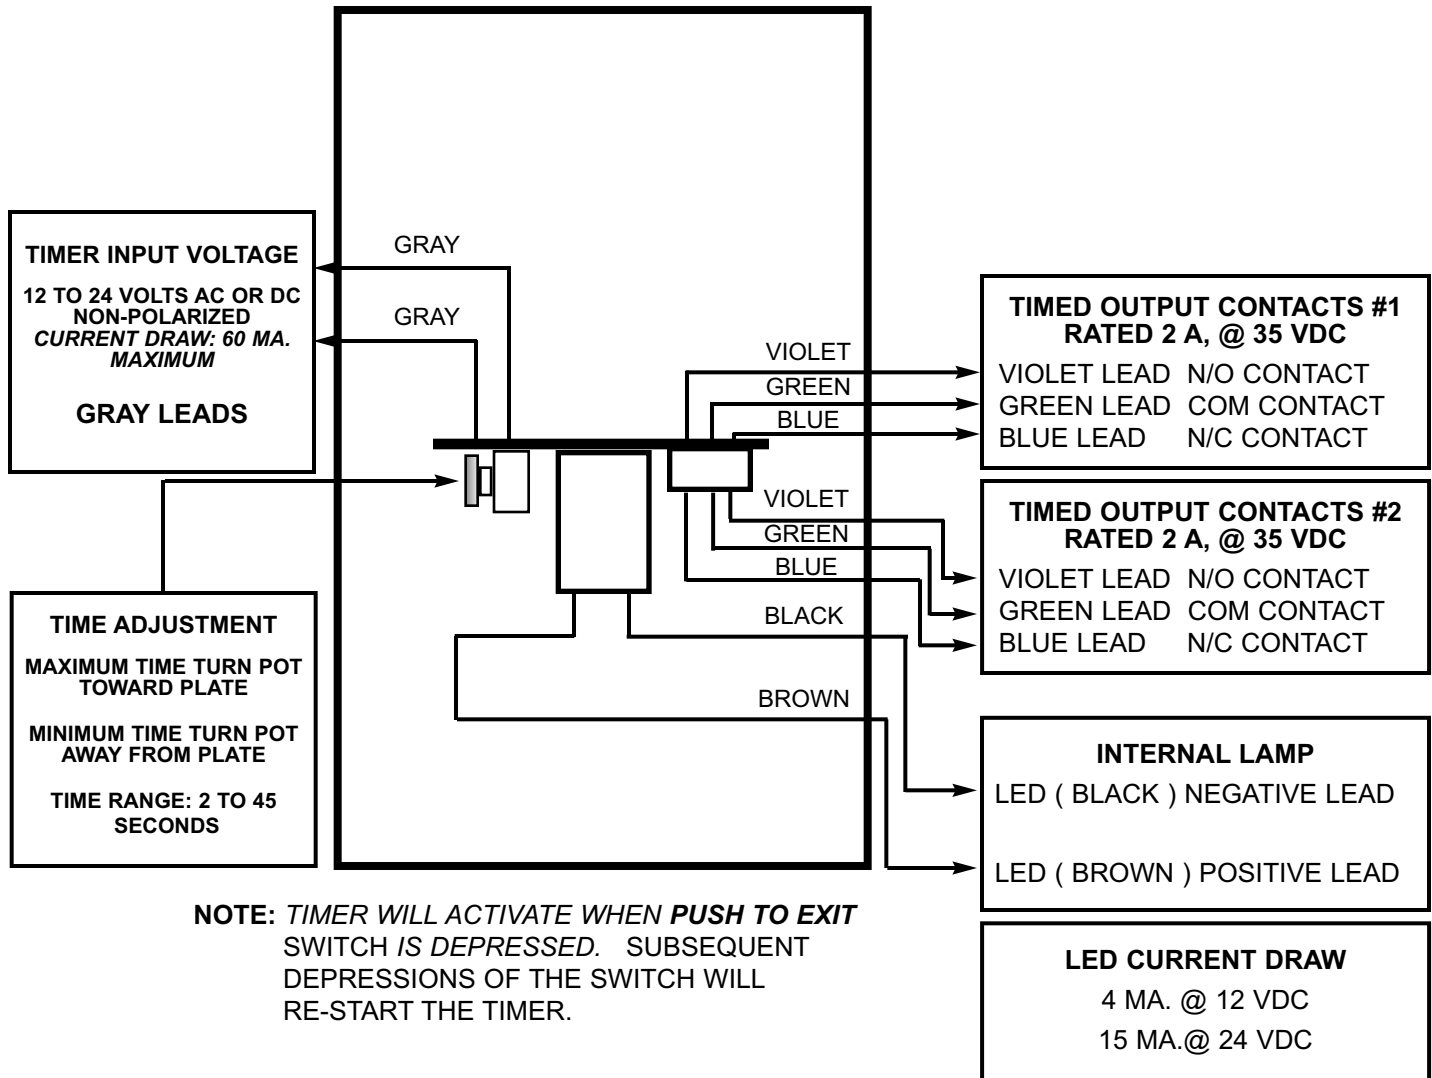 TIMER INPUT VOLTAGE
12 TO 24 VOLTS AC OR DC
NON-POLARIZED
CURRENT DRAW: 60 MA.
MAXIMUM
GRAY LEADS
GRAY
GRAY
TIME ADJUSTMENT
MAXIMUM TIME TURN POT
TOWARD PLATE
MINIMUM TIME TURN POT
AWAY FROM PLATE
TIME RANGE: 2 TO 45
SECONDS
VIOLET
GREEN
BLUE
VIOLET
GREEN
BLUE
BLACK
BROWN
TIMED OUTPUT CONTACTS #1
RATED 2 A, @ 35 VDC
VIOLET LEAD N/O CONTACT
GREEN LEAD COM CONTACT
BLUE LEAD N/C CONTACT
TIMED OUTPUT CONTACTS #2
RATED 2 A, @ 35 VDC
VIOLET LEAD N/O CONTACT
GREEN LEAD COM CONTACT
BLUE LEAD N/C CONTACT
INTERNAL LAMP
LED ( BLACK ) NEGATIVE LEAD
LED ( BROWN ) POSITIVE LEAD
LED CURRENT DRAW
4 MA. @ 12 VDC
15 MA.@ 24 VDC
NOTE: TIMER WILL ACTIVATE WHEN PUSH TO EXIT
SWITCH IS DEPRESSED. SUBSEQUENT
DEPRESSIONS OF THE SWITCH WILL
RE-START THE TIMER.